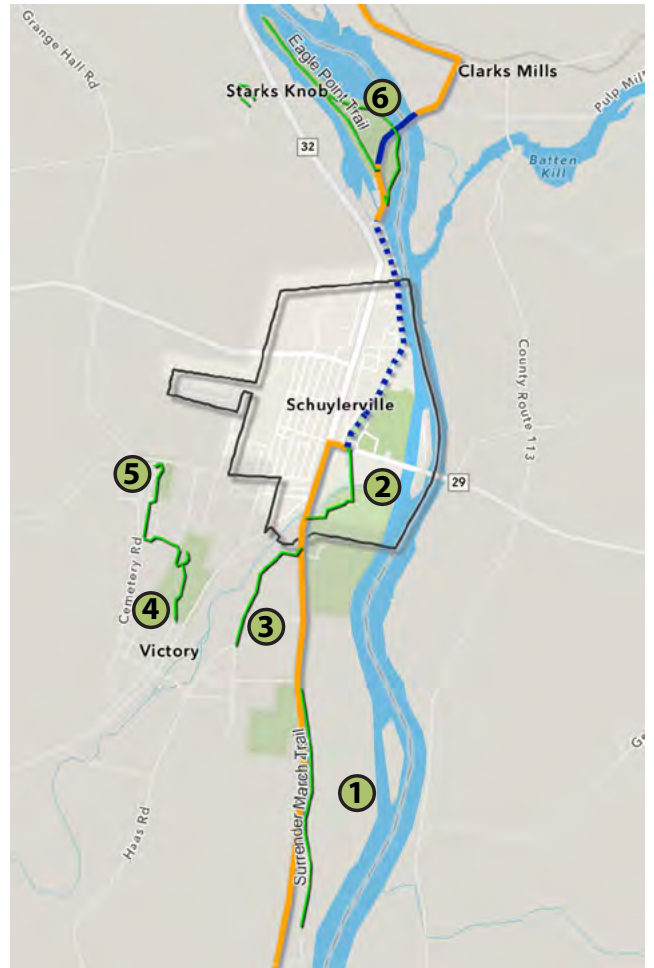 Grange Hall Rd
Eagle Point Trail
Clarks Mills
Starks Knob
6
Pulp Mill
32
Batten
Kill
County Route 113
Schuylerville
5
2
29
Cemetery Rd
4
3
Victory
Surrender March Trail
1
Haas Rd
Ge